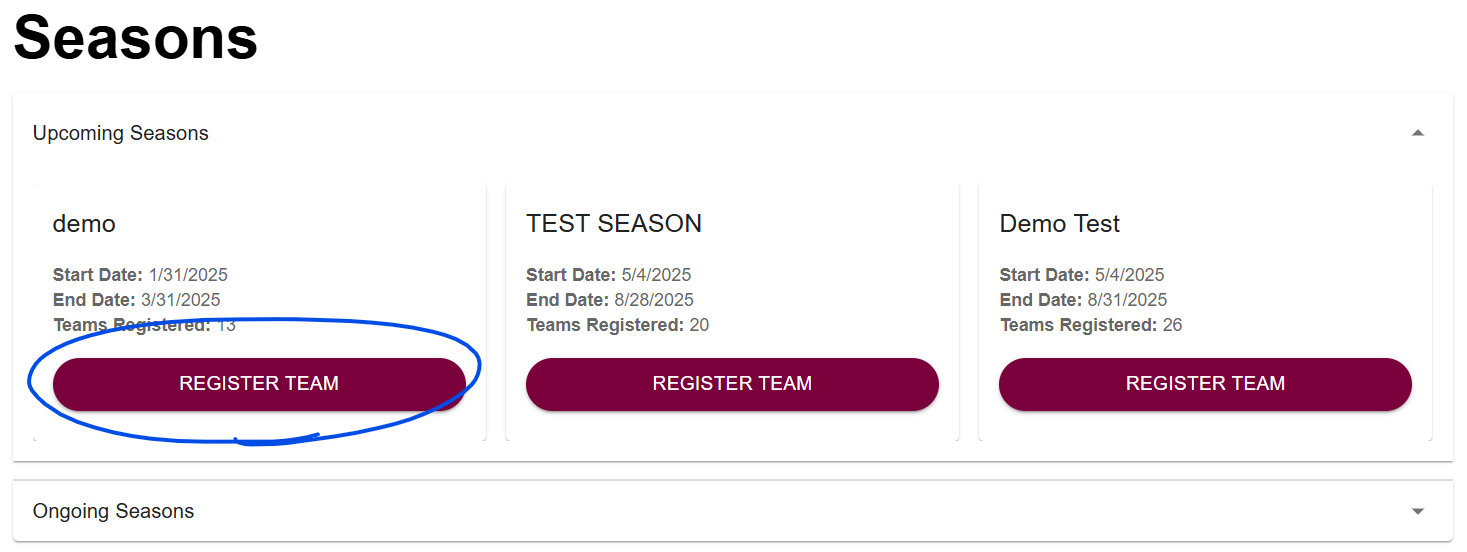 Seasons
Upcoming Seasons
demo
Start Date: 1/31/2025
End Date: 3/31/2025
Teams Registered: 13
REGISTER TEAM
TEST SEASON
Start Date: 5/4/2025
End Date: 8/28/2025
Teams Registered: 20
REGISTER TEAM
Demo Test
Start Date: 5/4/2025
End Date: 8/31/2025
Teams Registered: 26
REGISTER TEAM
Ongoing Seasons